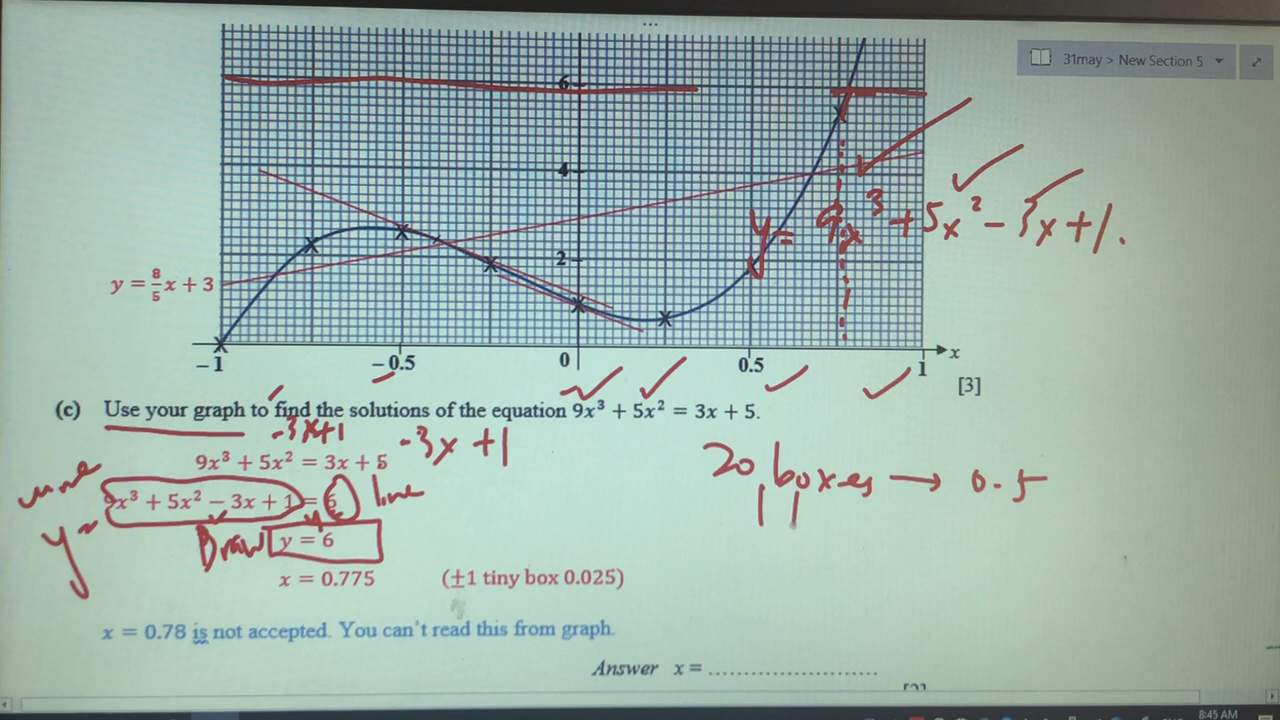 31may > New Section 5
6
4
2
y = 8/5 x + 3
y = 9x³ + 5x² − 3x + 1.
−1 −0.5 0 0.5 1 x
[3]
(c) Use your graph to find the solutions of the equation 9x³ + 5x² = 3x + 5.
-3x+1 -3x +1
9x³ + 5x² = 3x + 5
20 boxes → 0.5
9x³ + 5x² − 3x + 1 = 6 line
y =
Draw y = 6
x = 0.775 (±1 tiny box 0.025)
x = 0.78 is not accepted. You can't read this from graph.
Answer x = ........................
8:45 AM